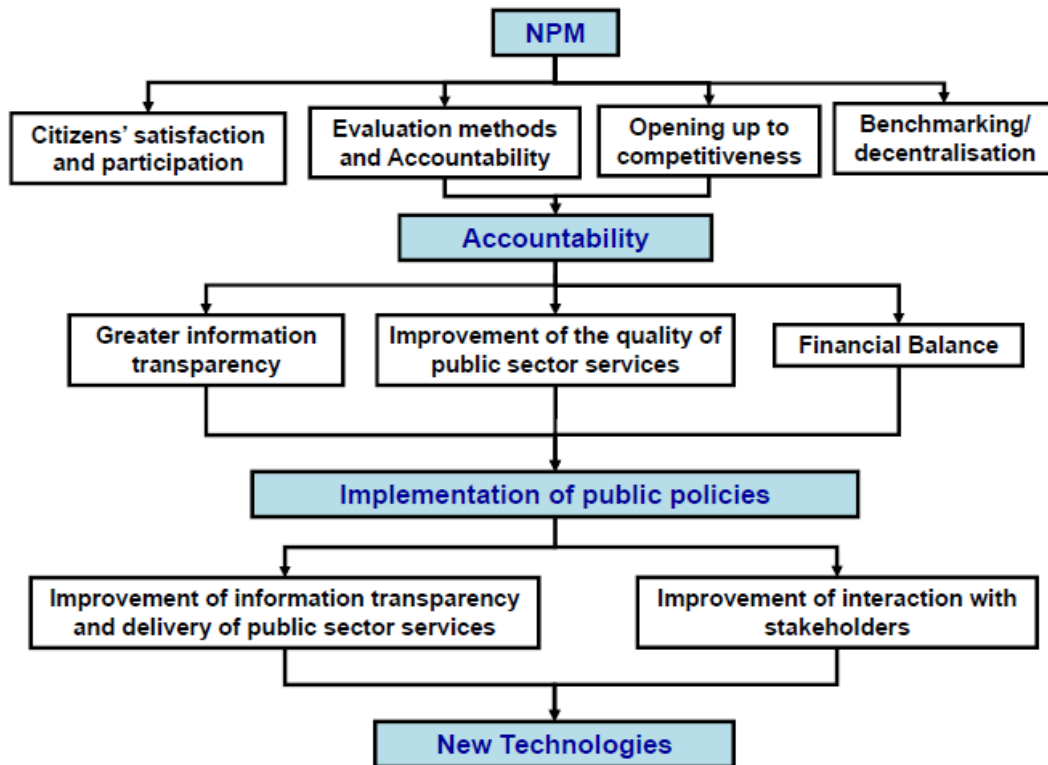 NPM
Citizens' satisfaction
and participation
Evaluation methods
and Accountability
Opening up to
competitiveness
Benchmarking/
decentralisation
Accountability
Greater information
transparency
Improvement of the quality of
public sector services
Financial Balance
Implementation of public policies
Improvement of information transparency
and delivery of public sector services
Improvement of interaction with
stakeholders
New Technologies